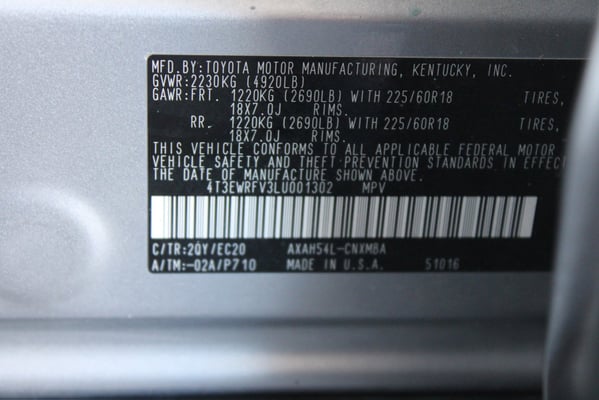 MFD.BY:TOYOTA MOTOR MANUFACTURING, KENTUCKY, INC.
GVWR:2230KG (4920LB)
GAWR:FRT. 1220KG (2690LB) WITH 225/60R18 TIRES,
18X7.0J RIMS.
RR. 1220KG (2690LB) WITH 225/60R18 TIRES,
18X7.0J RIMS.
THIS VEHICLE CONFORMS TO ALL APPLICABLE FEDERAL MOTOR
VEHICLE SAFETY AND THEFT PREVENTION STANDARDS IN EFFEC
THE DATE OF MANUFACTURE SHOWN ABOVE.
4T3EWRFV3LU001302 MPV
C/TR:2QY/EC20 AXAH54L-CNXMBA
A/TM:-02A/P710 MADE IN U.S.A. 51016